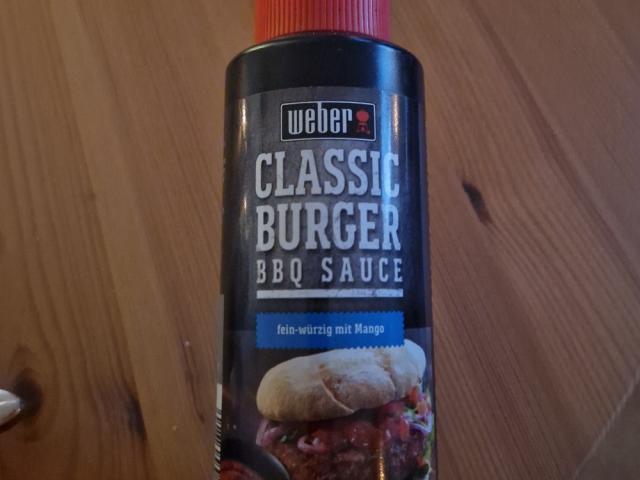 weber
CLASSIC
BURGER
BBQ SAUCE
fein-würzig mit Mango